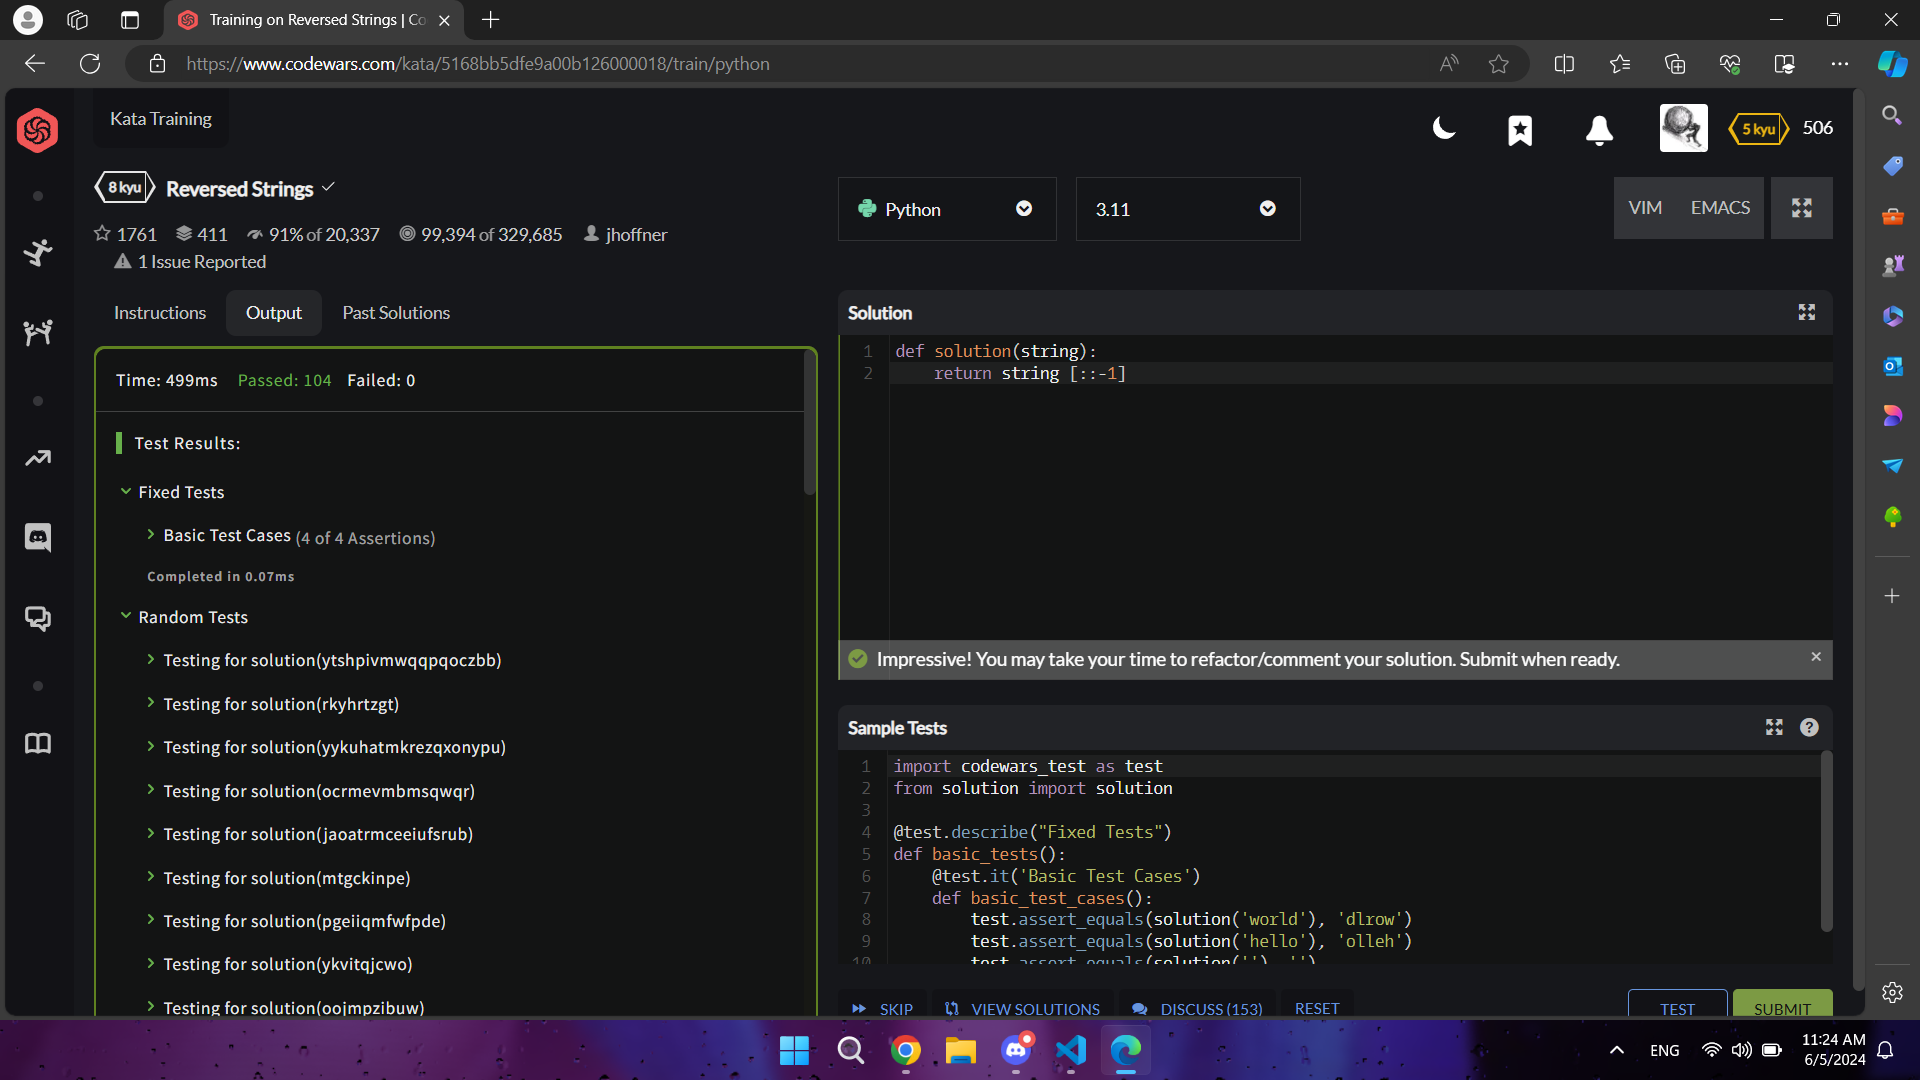 Training on Reversed Strings | Co
https://www.codewars.com/kata/5168bb5dfe9a00b126000018/train/python
Kata Training
5 kyu 506
8 kyu Reversed Strings
1761 411 91% of 20,337 99,394 of 329,685 jhoffner
1 Issue Reported
Python 3.11 VIM EMACS
Instructions Output Past Solutions
Time: 499ms Passed: 104 Failed: 0
Test Results:
Fixed Tests
Basic Test Cases (4 of 4 Assertions)
Completed in 0.07ms
Random Tests
Testing for solution(ytshpivmwqqpqoczbb)
Testing for solution(rkyhrtzgt)
Testing for solution(yykuhatmkrezqxonypu)
Testing for solution(ocrmevmbmsqwqr)
Testing for solution(jaoatrmceeiufsrub)
Testing for solution(mtgckinpe)
Testing for solution(pgeiiqmfwfpde)
Testing for solution(ykvitqjcwo)
Testing for solution(oojmpzibuw)
Solution
1 def solution(string):
2 return string [::-1]
Impressive! You may take your time to refactor/comment your solution. Submit when ready.
Sample Tests
1 import codewars_test as test
2 from solution import solution
3
4 @test.describe("Fixed Tests")
5 def basic_tests():
6 @test.it('Basic Test Cases')
7 def basic_test_cases():
8 test.assert_equals(solution('world'), 'dlrow')
9 test.assert_equals(solution('hello'), 'olleh')
10 test.assert_equals(solution(''), '')
SKIP VIEW SOLUTIONS DISCUSS (153) RESET TEST SUBMIT
ENG 11:24 AM
6/5/2024